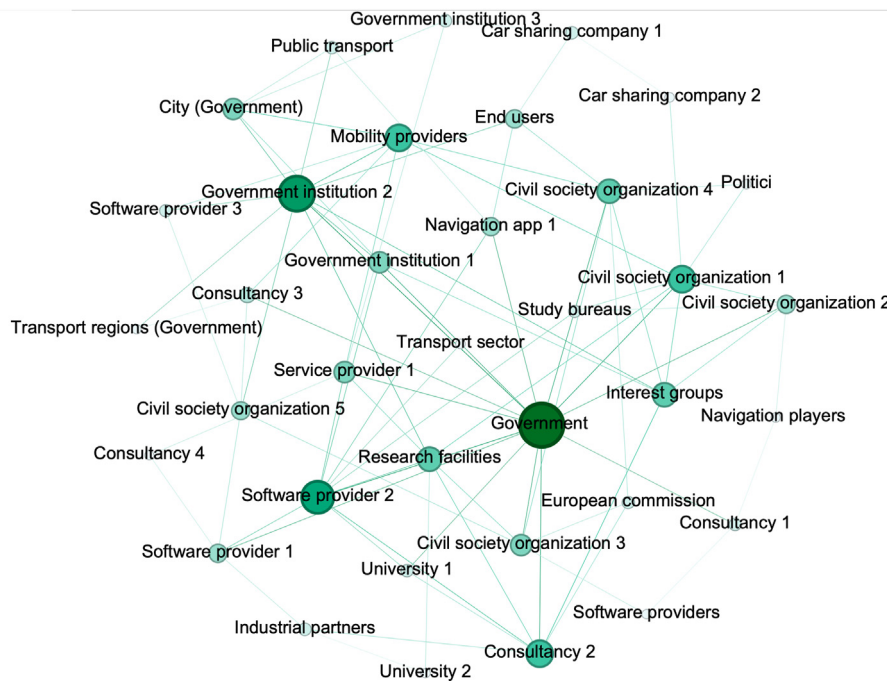 Government institution 3
Car sharing company 1
Public transport
Car sharing company 2
City (Government)
End users
Mobility providers
Politici
Government institution 2
Civil society organization 4
Software provider 3
Navigation app 1
Government institution 1
Civil society organization 1
Consultancy 3
Civil society organization 2
Study bureaus
Transport regions (Government)
Transport sector
Service provider 1
Interest groups
Civil society organization 5
Navigation players
Government
Consultancy 4
Research facilities
Software provider 2
European commission
Consultancy 1
Software provider 1
Civil society organization 3
University 1
Software providers
Industrial partners
Consultancy 2
University 2